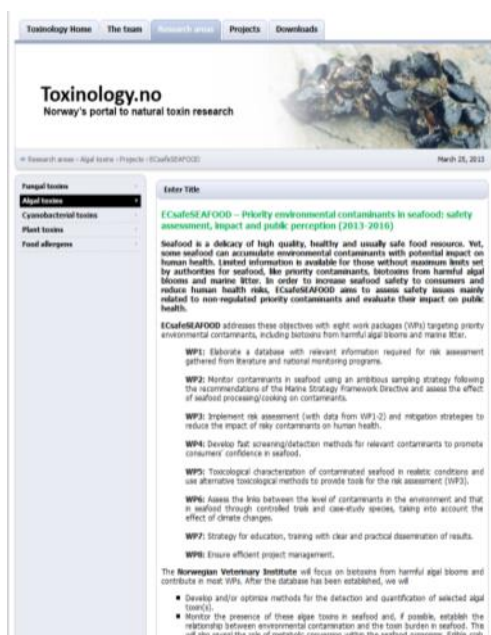 Toxinology Home The team Research areas Projects Downloads
Toxinology.no
Norway's portal to natural toxin research
Research areas - Algal toxins - Projects - ECsafeSEAFOOD March 25, 2013
Fungal toxins
Algal toxins
Cyanobacterial toxins
Plant toxins
Food allergens
Enter Title
ECsafeSEAFOOD – Priority environmental contaminants in seafood: safety
assessment, impact and public perception (2013-2016)
Seafood is a delicacy of high quality, healthy and usually safe food resource. Yet,
some seafood can accumulate environmental contaminants with potential impact on
human health. Limited information is available for those without maximum limits set
by authorities for seafood, like priority contaminants, biotoxins from harmful algal
blooms and marine litter. In order to increase seafood safety to consumers and
reduce human health risks, ECsafeSEAFOOD aims to assess safety issues mainly
related to non-regulated priority contaminants and evaluate their impact on public
health.
ECsafeSEAFOOD addresses these objectives with eight work packages (WPs) targeting priority
environmental contaminants, including biotoxins from harmful algal blooms and marine litter.
WP1: Elaborate a database with relevant information required for risk assessment
gathered from literature and national monitoring programs.
WP2: Monitor contaminants in seafood using an ambitious sampling strategy following
the recommendations of the Marine Strategy Framework Directive and assess the effect
of seafood processing/cooking on contaminants.
WP3: Implement risk assessment (with data from WP1-2) and mitigation strategies to
reduce the impact of risky contaminants on human health.
WP4: Develop fast screening/detection methods for relevant contaminants to promote
consumers' confidence in seafood.
WP5: Toxicological characterization of contaminated seafood in realistic conditions and
use alternative toxicological methods to provide tools for the risk assessment (WP3).
WP6: Assess the links between the level of contaminants in the environment and that
in seafood through controlled trials and case-study species, taking into account the
effect of climate changes.
WP7: Strategy for education, training with clear and practical dissemination of results.
WP8: Ensure efficient project management.
The Norwegian Veterinary Institute will focus on biotoxins from harmful algal blooms and
contribute in most WPs. After the database has been established, we will
■ Develop and/or optimize methods for the detection and quantification of selected algal
toxin(s).
■ Monitor the presence of these algae toxins in seafood and, if possible, establish the
relationship between environmental contamination and the toxin burden in seafood. This